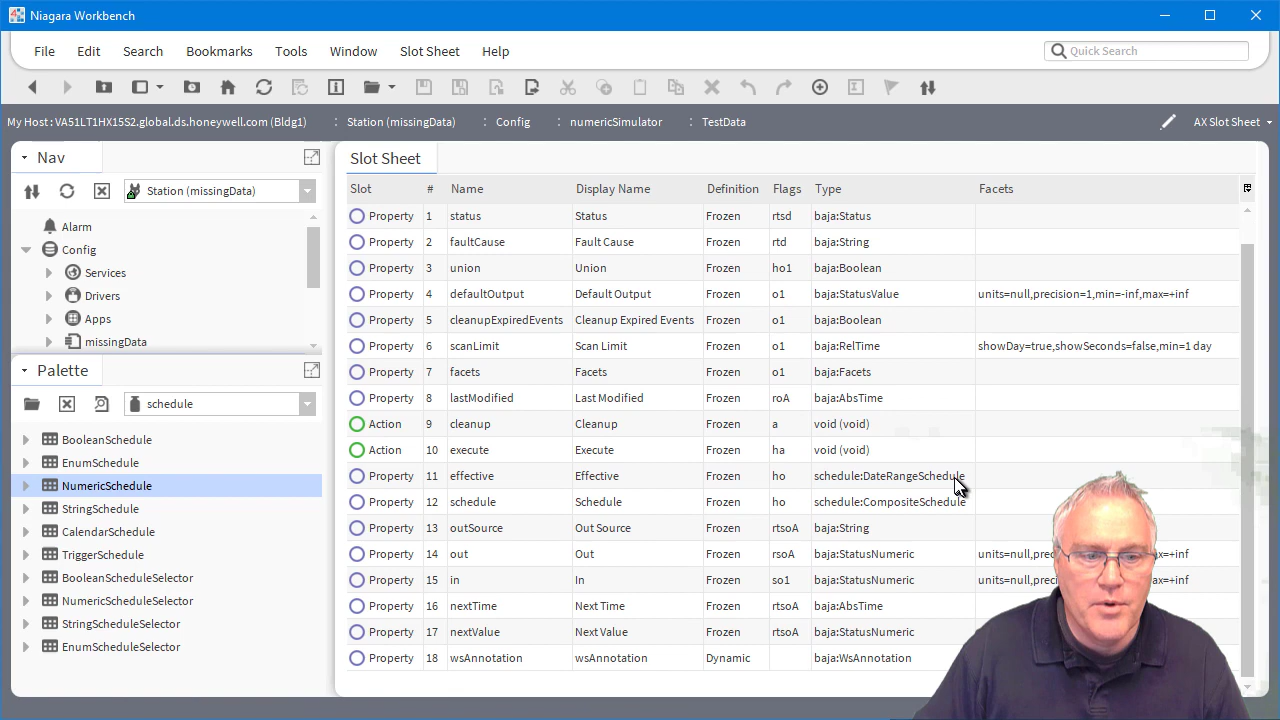 Niagara Workbench
File Edit Search Bookmarks Tools Window Slot Sheet Help
Quick Search
My Host : VA51LT1HX15S2.global.ds.honeywell.com (Bldg1) : Station (missingData) : Config : numericSimulator : TestData
AX Slot Sheet
Nav
Station (missingData)
Alarm
Config
Services
Drivers
Apps
missingData
Palette
schedule
BooleanSchedule
EnumSchedule
NumericSchedule
StringSchedule
CalendarSchedule
TriggerSchedule
BooleanScheduleSelector
NumericScheduleSelector
StringScheduleSelector
EnumScheduleSelector
Slot Sheet
Slot # Name Display Name Definition Flags Type Facets
Property 1 status Status Frozen rtsd baja:Status
Property 2 faultCause Fault Cause Frozen rtd baja:String
Property 3 union Union Frozen ho1 baja:Boolean
Property 4 defaultOutput Default Output Frozen o1 baja:StatusValue units=null,precision=1,min=-inf,max=+inf
Property 5 cleanupExpiredEvents Cleanup Expired Events Frozen o1 baja:Boolean
Property 6 scanLimit Scan Limit Frozen o1 baja:RelTime showDay=true,showSeconds=false,min=1 day
Property 7 facets Facets Frozen o1 baja:Facets
Property 8 lastModified Last Modified Frozen roA baja:AbsTime
Action 9 cleanup Cleanup Frozen a void (void)
Action 10 execute Execute Frozen ha void (void)
Property 11 effective Effective Frozen ho schedule:DateRangeSchedule
Property 12 schedule Schedule Frozen ho schedule:CompositeSchedule
Property 13 outSource Out Source Frozen rtsoA baja:String
Property 14 out Out Frozen rsoA baja:StatusNumeric units=null,prec ax=+inf
Property 15 in In Frozen so1 baja:StatusNumeric units=null,p ax=+inf
Property 16 nextTime Next Time Frozen rtsoA baja:AbsTime
Property 17 nextValue Next Value Frozen rtsoA baja:StatusNumeric
Property 18 wsAnnotation wsAnnotation Dynamic baja:WsAnnotation